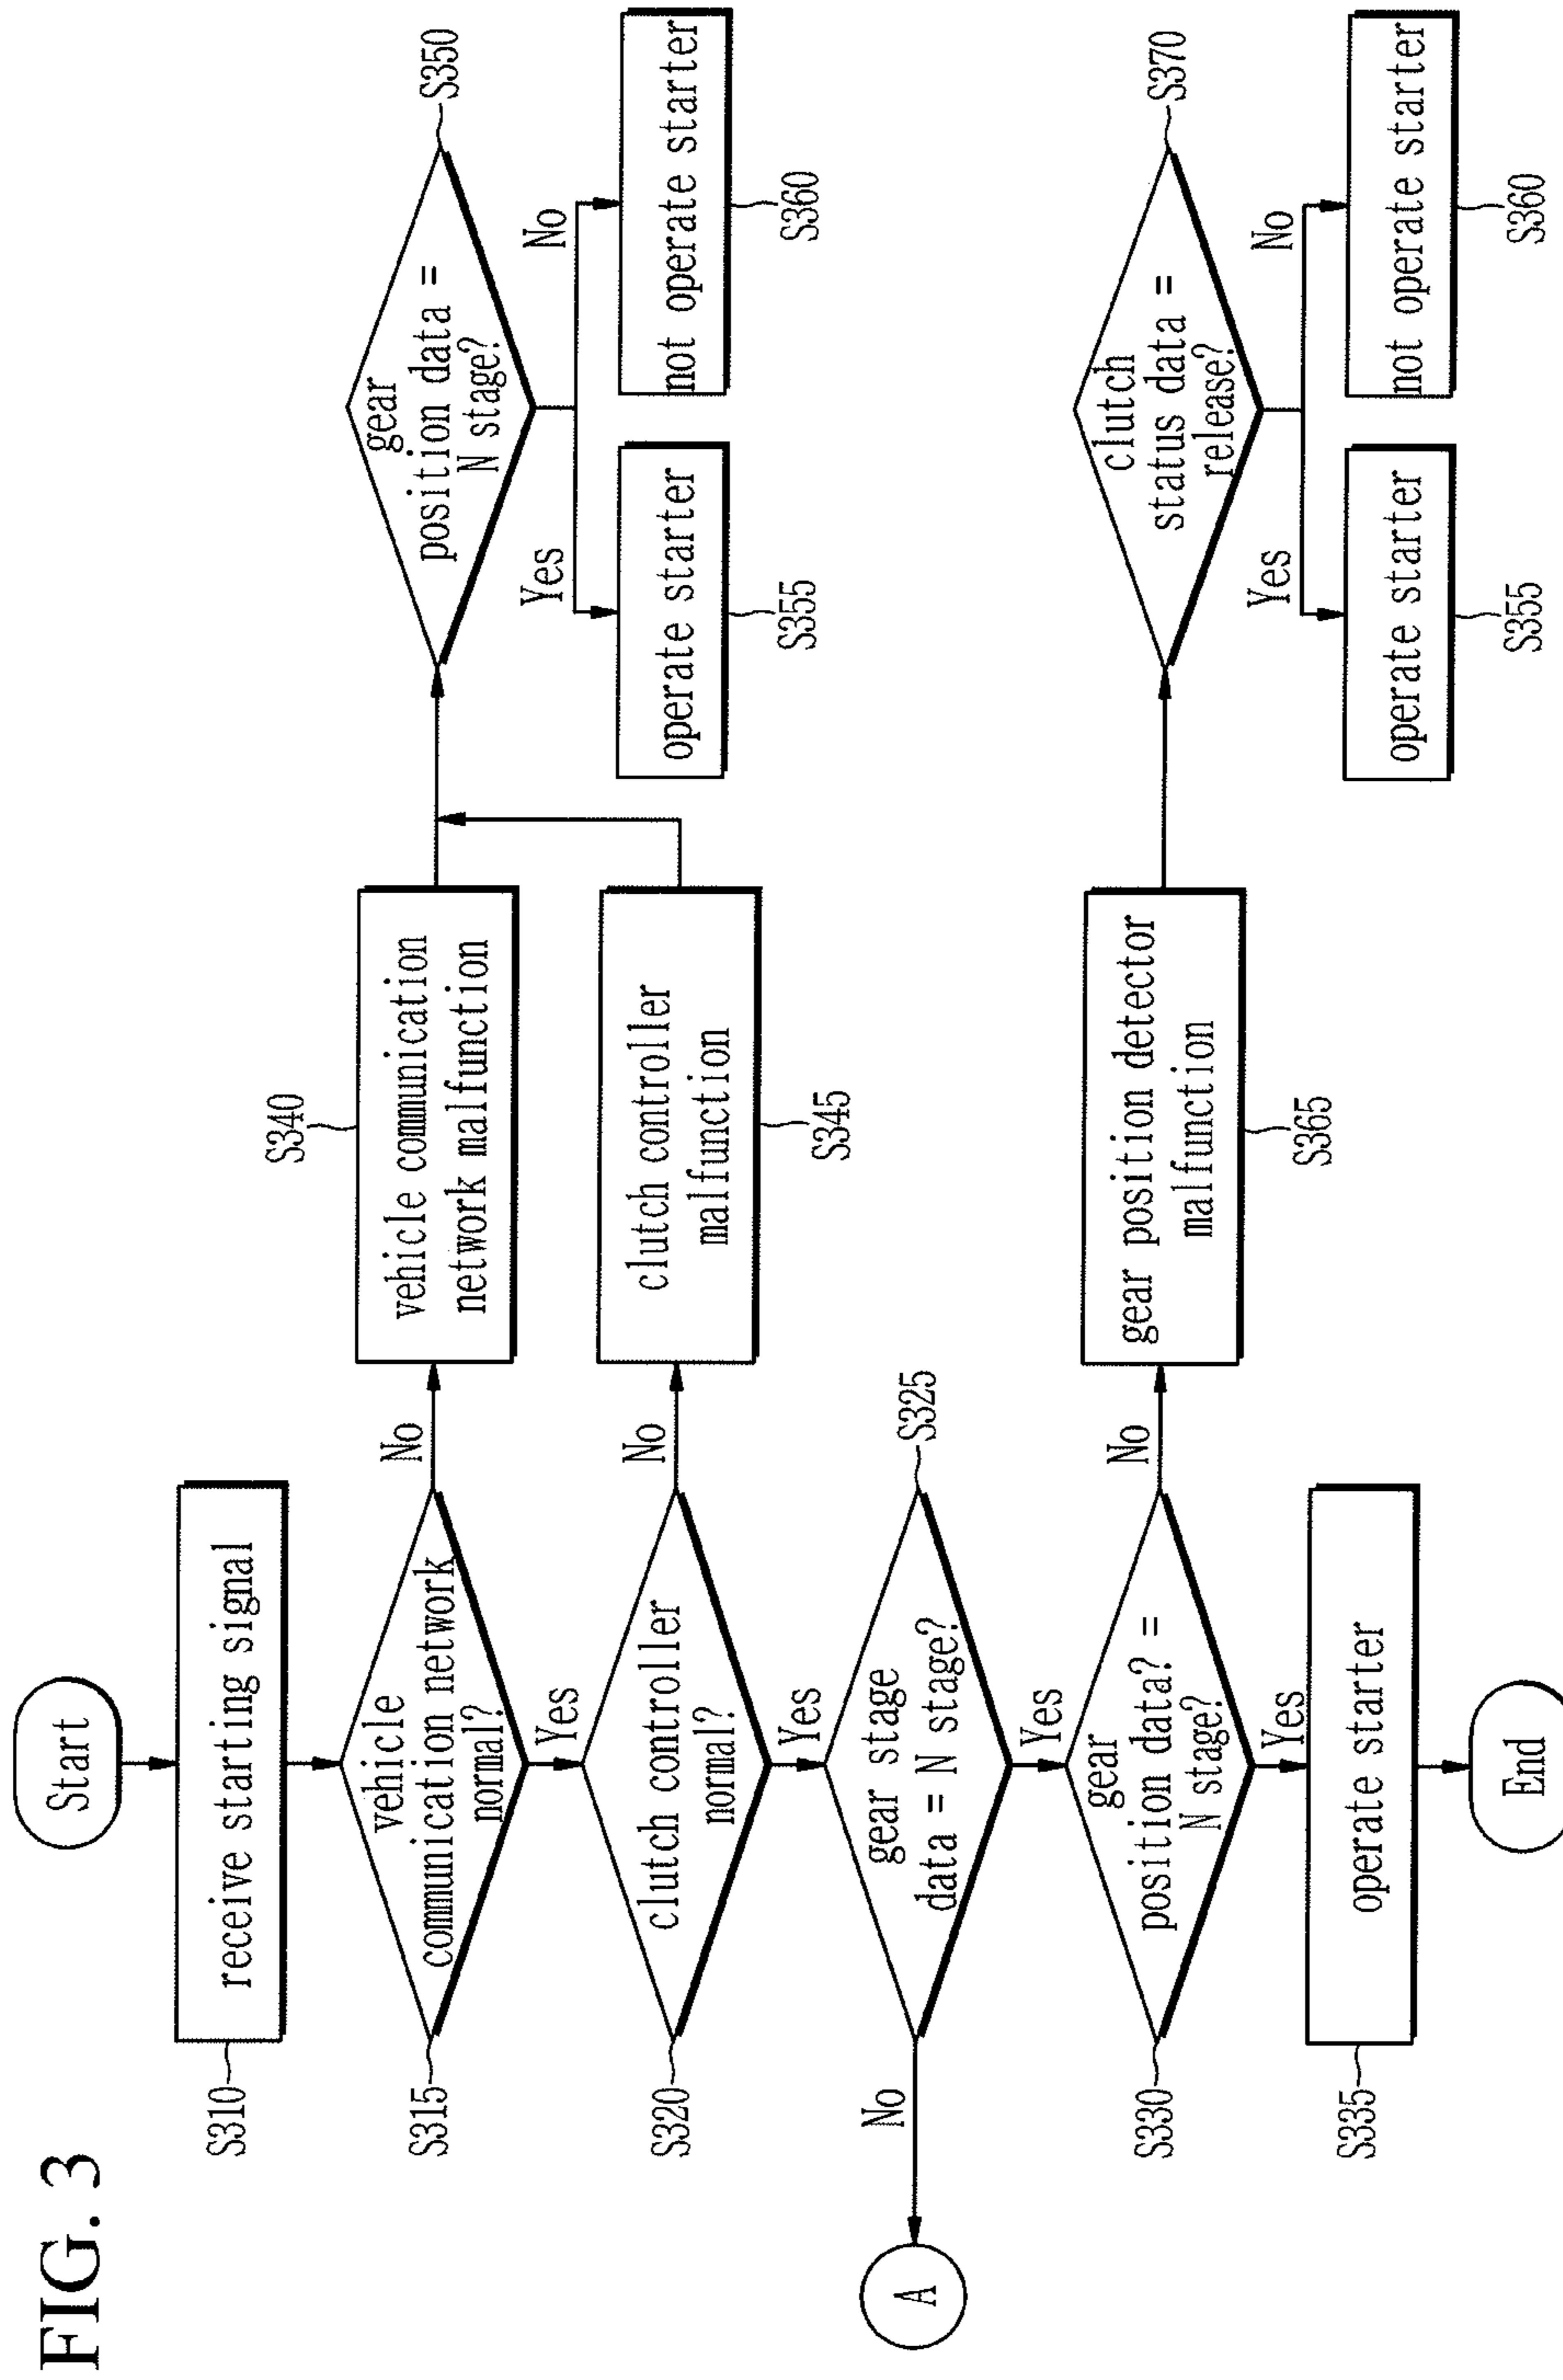 FIG. 3
Start
receive starting signal
S310
vehicle
communication network
normal?
S315
No
Yes
vehicle communication
network malfunction
S340
gear
position data =
N stage?
S350
Yes
No
operate starter
S355
not operate starter
S360
clutch controller
normal?
S320
No
Yes
clutch controller
malfunction
S345
gear stage
data = N stage?
S325
No
A
Yes
gear
position data? =
N stage?
S330
No
Yes
gear position detector
malfunction
S365
clutch
status data =
release?
S370
Yes
No
operate starter
S355
not operate starter
S360
operate starter
S335
End